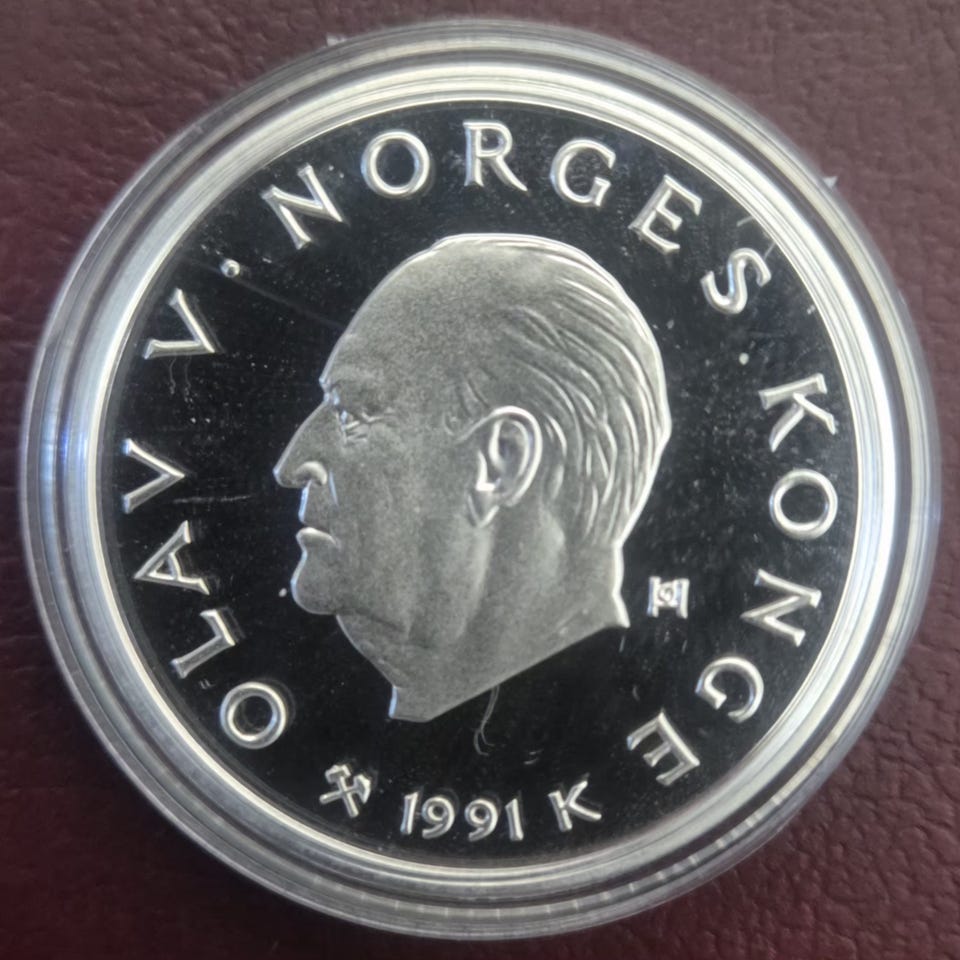 OLAV V · NORGES KONGE
1991 K